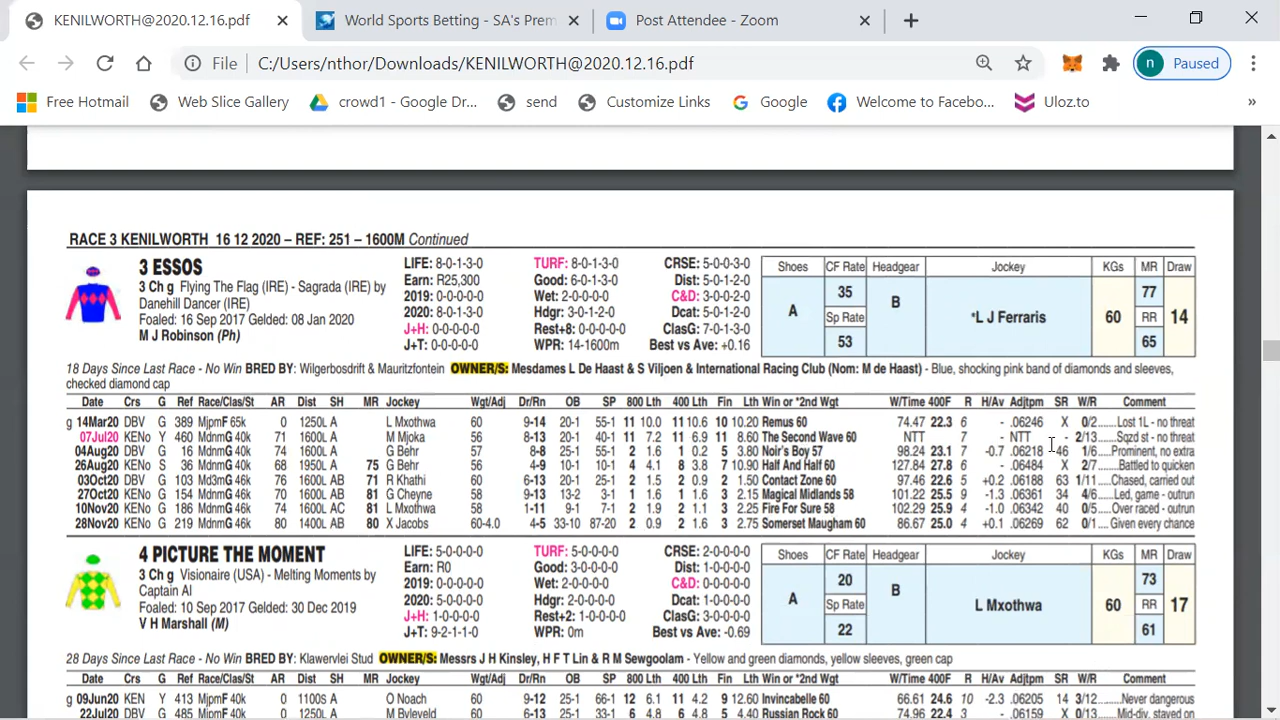 KENILWORTH@2020.12.16.pdf
World Sports Betting - SA's Prem
Post Attendee - Zoom
File C:/Users/nthor/Downloads/KENILWORTH@2020.12.16.pdf
n Paused
Free Hotmail Web Slice Gallery crowd1 - Google Dr... send Customize Links Google Welcome to Facebo... Uloz.to »
RACE 3 KENILWORTH 16 12 2020 – REF: 251 – 1600M Continued
3 ESSOS
3 Ch g Flying The Flag (IRE) - Sagrada (IRE) by
Danehill Dancer (IRE)
Foaled: 16 Sep 2017 Gelded: 08 Jan 2020
M J Robinson (Ph)
LIFE: 8-0-1-3-0 TURF: 8-0-1-3-0 CRSE: 5-0-0-3-0
Earn: R25,300 Good: 6-0-1-3-0 Dist: 5-0-1-2-0
2019: 0-0-0-0-0 Wet: 2-0-0-0-0 C&D: 3-0-0-2-0
2020: 8-0-1-3-0 Hdgr: 3-0-1-2-0 Dcat: 5-0-1-2-0
J+H: 0-0-0-0-0 Rest+8: 0-0-0-0-0 ClasG: 7-0-1-3-0
J+T: 0-0-0-0-0 WPR: 14-1600m Best vs Ave: +0.16
Shoes CF Rate Headgear Jockey KGs MR Draw
A 35 B *L J Ferraris 60 77 14
Sp Rate RR
53 65
18 Days Since Last Race - No Win BRED BY: Wilgerbosdrift & Mauritzfontein OWNER/S: Mesdames L De Haast & S Viljoen & International Racing Club (Nom: M de Haast) - Blue, shocking pink band of diamonds and sleeves,
checked diamond cap
Date Crs G Ref Race/Clas/St AR Dist SH MR Jockey Wgt/Adj Dr/Rn OB SP 800 Lth 400 Lth Fin Lth Win or *2nd Wgt W/Time 400F R H/Av Adjtpm SR W/R Comment
g 14Mar20 DBV G 389 MjpmF 65k 0 1250L A L Mxothwa 60 9-14 20-1 55-1 11 10.0 11 10.6 10 10.20 Remus 60 74.47 22.3 6 - .06246 X 0/2.......Lost 1L - no threat
07Jul20 KENo Y 460 MdnmG 40k 71 1600L A M Mjoka 56 8-13 20-1 40-1 11 7.2 11 6.9 11 8.60 The Second Wave 60 NTT 7 - NTT - 2/13......Sqzd st - no threat
04Aug20 DBV G 16 MdnmG 40k 74 1600L A G Behr 57 8-8 25-1 55-1 2 1.6 1 0.2 5 3.80 Noir's Boy 57 98.24 23.1 7 -0.7 .06218 46 1/6....Prominent, no extra
26Aug20 KENo S 68 MdnmG 40k 1950L A 75 G Behr 60 4-9 10-1 10-1 4 4.1 8 3.8 7 10.90 Half And Half 60 127.84 27.8 6 - .06484 X 2/7..........Battled to quicken
03Oct20 DBV G 103 Md3mG 46k 76 1600L AB 71 R Khathi 60 6-13 20-1 18-1 2 1.5 2 0.9 2 1.50 Contact Zone 60 97.46 22.6 5 +0.2 .06188 63 1/11....Chased, carried out
27Oct20 KENo G 154 MdnmG 46k 70 1600L AB 81 G Cheyne 58 9-13 13-2 3-1 1 1.6 1 1.6 3 2.15 Magical Midlands 58 101.22 25.5 9 -1.3 .06361 34 4/6.....Led, game - outrun
10Nov20 KENo G 186 MdnmG 46k 74 1600L AC 81 L Mxothwa 58 1-11 9-1 7-1 2 1.9 2 1.1 3 2.25 Fire For Sure 58 102.29 25.9 4 -1.0 .06342 40 0/5......Over raced - outrun
28Nov20 KENo G 219 MdnmG 46k 80 1400L AB 80 X Jacobs 60-4.0 4-5 33-10 87-20 2 0.9 2 1.6 3 2.75 Somerset Maugham 60 86.67 25.0 4 +0.1 .06269 62 0/1.....Given every chance
4 PICTURE THE MOMENT
3 Ch g Visionaire (USA) - Melting Moments by
Captain Al
Foaled: 10 Sep 2017 Gelded: 30 Dec 2019
V H Marshall (M)
LIFE: 5-0-0-0-0 TURF: 5-0-0-0-0 CRSE: 2-0-0-0-0
Earn: R0 Good: 3-0-0-0-0 Dist: 1-0-0-0-0
2019: 0-0-0-0-0 Wet: 2-0-0-0-0 C&D: 0-0-0-0-0
2020: 5-0-0-0-0 Hdgr: 2-0-0-0-0 Dcat: 1-0-0-0-0
J+H: 1-0-0-0-0 Rest+2: 1-0-0-0-0 ClasG: 3-0-0-0-0
J+T: 9-2-1-1-0 WPR: 0m Best vs Ave: -0.69
Shoes CF Rate Headgear Jockey KGs MR Draw
A 20 B L Mxothwa 60 73 17
Sp Rate RR
22 61
28 Days Since Last Race - No Win BRED BY: Klawervlei Stud OWNER/S: Messrs J H Kinsley, H F T Lin & R M Sewgoolam - Yellow and green diamonds, yellow sleeves, green cap
Date Crs G Ref Race/Clas/St AR Dist SH MR Jockey Wgt/Adj Dr/Rn OB SP 800 Lth 400 Lth Fin Lth Win or *2nd Wgt W/Time 400F R H/Av Adjtpm SR W/R Comment
g 09Jun20 KEN Y 413 MjpmF 40k 0 1100S A O Noach 60 9-12 25-1 66-1 12 6.1 11 4.2 9 12.60 Invincabelle 60 66.61 24.6 10 -2.3 .06205 14 3/12..........Never dangerous
22Jul20 DBV G 485 MjpmF 40k 0 1250L A M Byleveld 60 5-13 25-1 33-1 6 4.8 6 4.8 5 4.40 Russian Rock 60 74.96 22.4 3 - .06159 X 0/13......Mid-div, stayed on